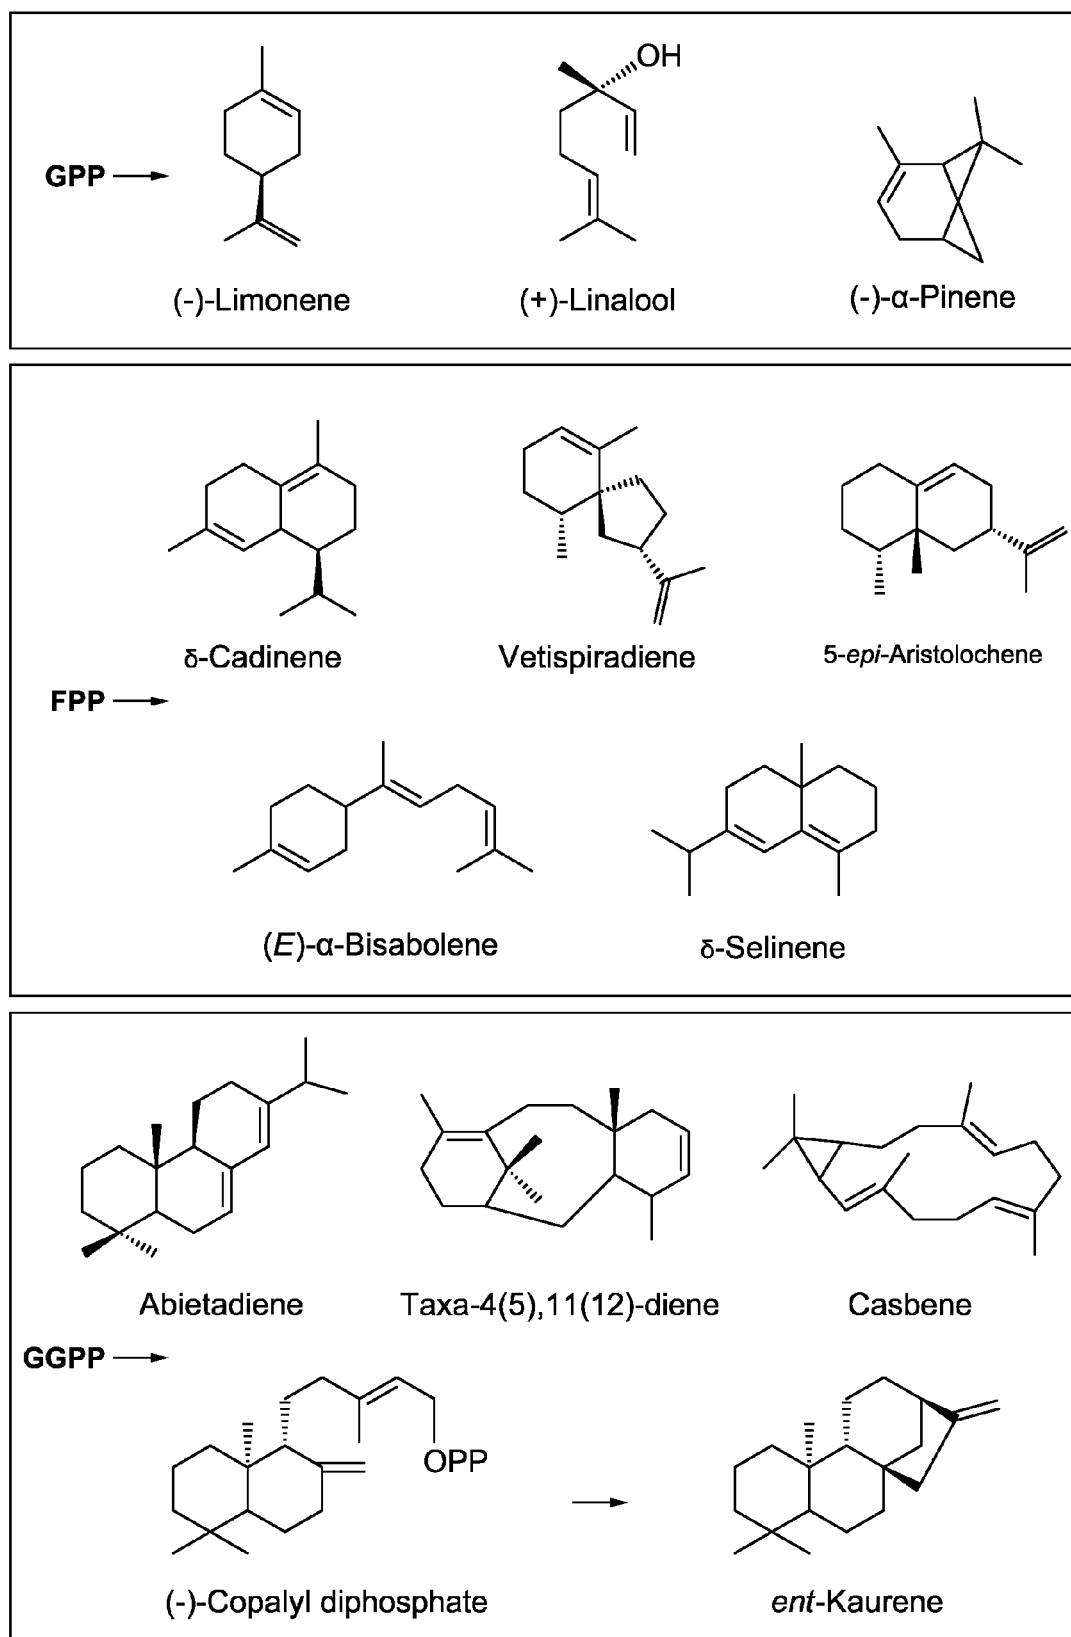 GPP
OH
(-)-Limonene
(+)-Linalool
(-)-α-Pinene
δ-Cadinene
Vetispiradiene
5-epi-Aristolochene
FPP
(E)-α-Bisabolene
δ-Selinene
Abietadiene
Taxa-4(5),11(12)-diene
Casbene
GGPP
OPP
(-)-Copalyl diphosphate
ent-Kaurene